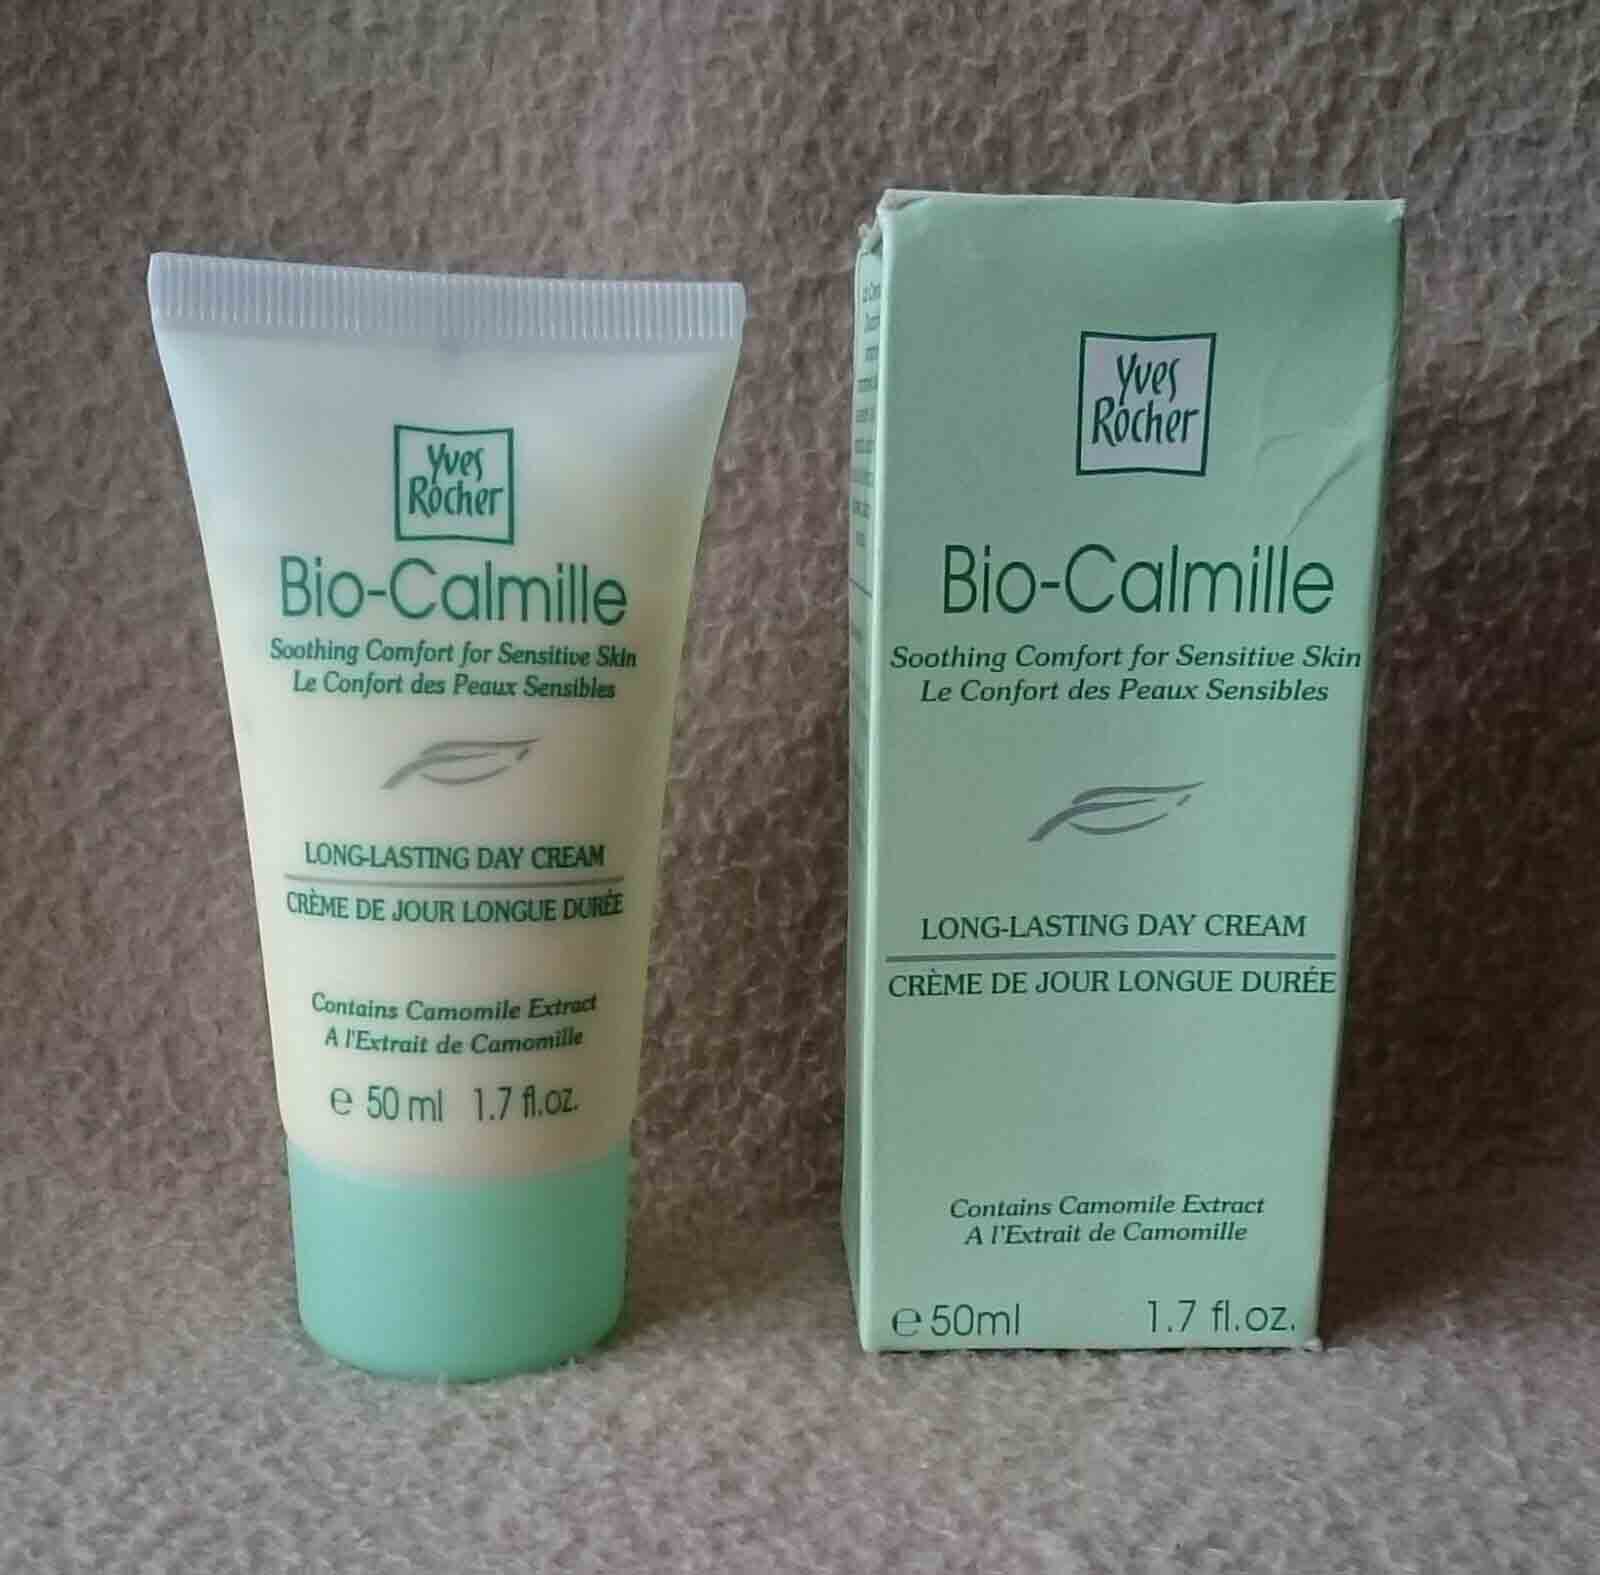 Yves
Rocher
Bio-Calmille
Soothing Comfort for Sensitive Skin
Le Confort des Peaux Sensibles
LONG-LASTING DAY CREAM
CRÈME DE JOUR LONGUE DURÉE
Contains Camomile Extract
A l'Extrait de Camomille
℮ 50 ml 1.7 fl.oz.
Yves
Rocher
Bio-Calmille
Soothing Comfort for Sensitive Skin
Le Confort des Peaux Sensibles
LONG-LASTING DAY CREAM
CRÈME DE JOUR LONGUE DURÉE
Contains Camomile Extract
A l'Extrait de Camomille
℮ 50ml 1.7 fl.oz.